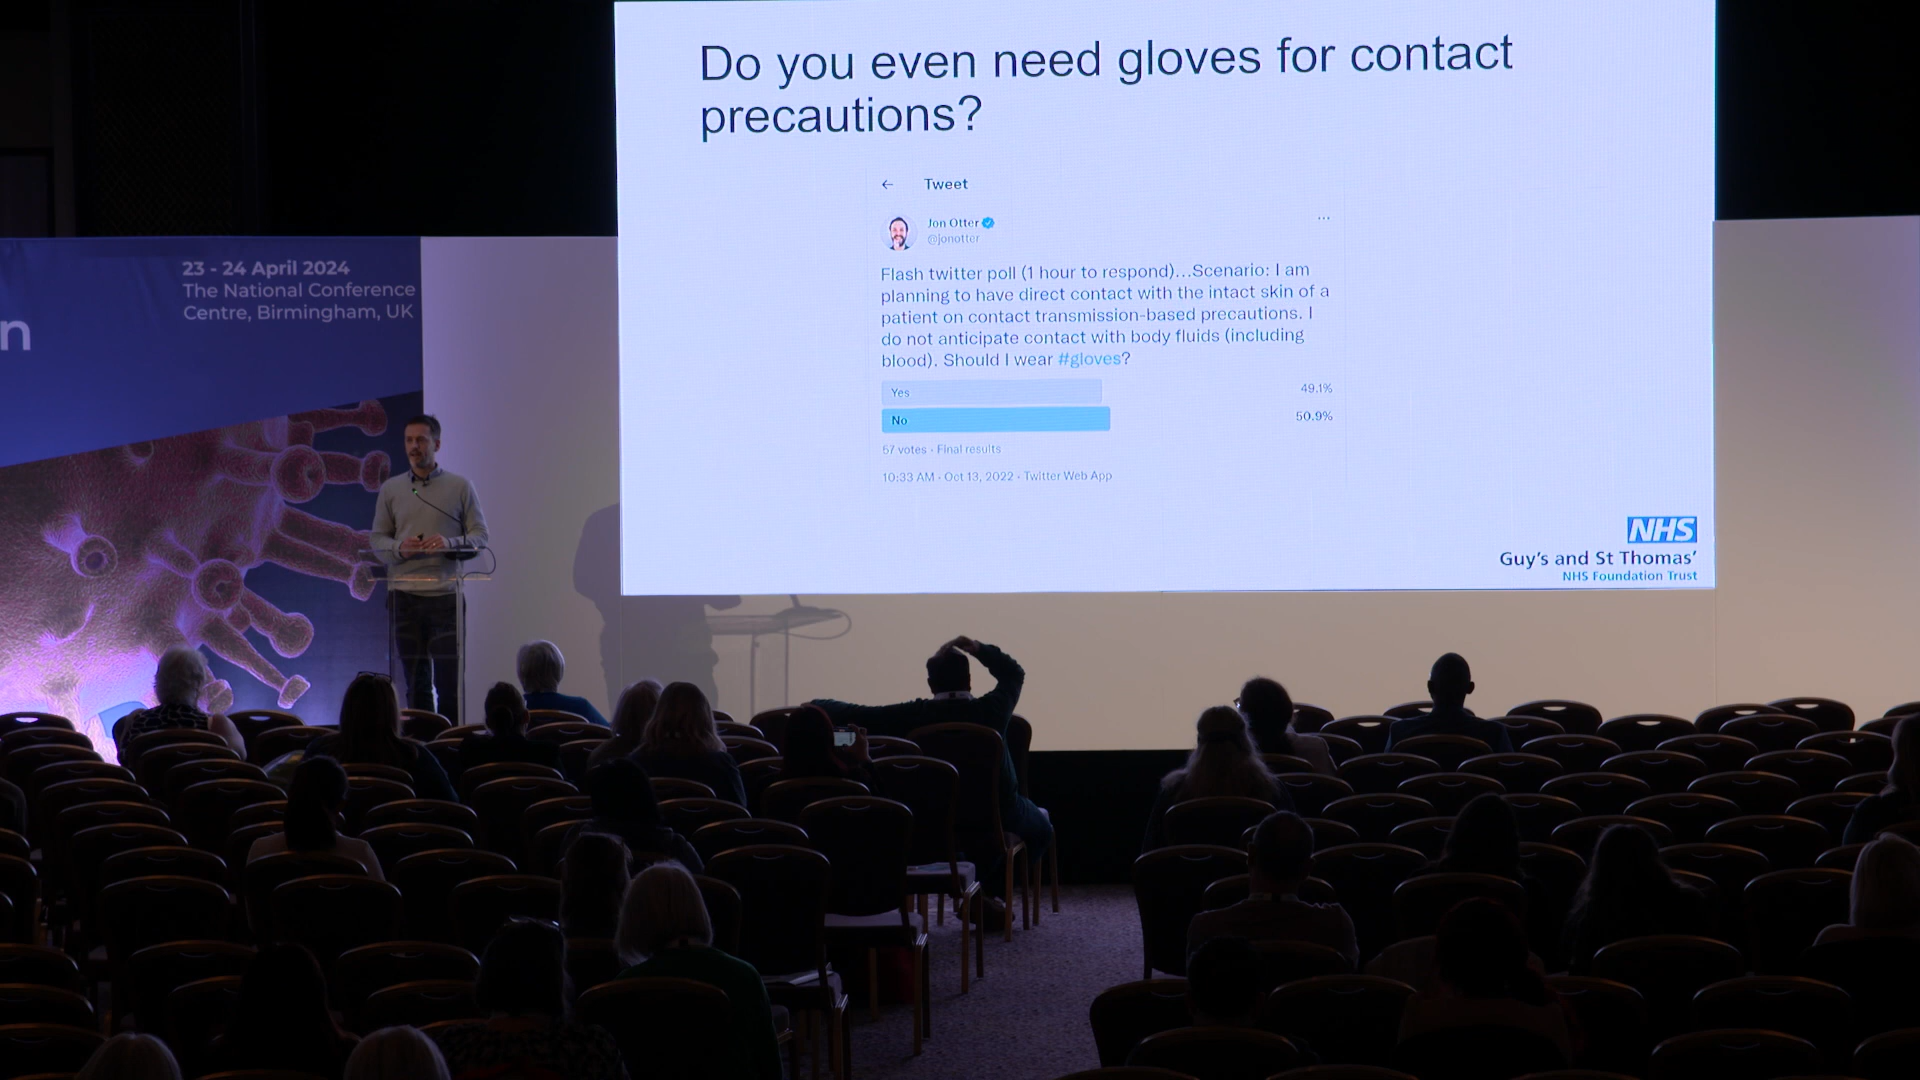 Do you even need gloves for contact
precautions?
← Tweet
Jon Otter
@jonotter
...
Flash twitter poll (1 hour to respond)...Scenario: I am
planning to have direct contact with the intact skin of a
patient on contact transmission-based precautions. I
do not anticipate contact with body fluids (including
blood). Should I wear #gloves?
Yes 49.1%
No 50.9%
57 votes · Final results
10:33 AM · Oct 13, 2022 · Twitter Web App
NHS
Guy's and St Thomas'
NHS Foundation Trust
23 - 24 April 2024
The National Conference
Centre, Birmingham, UK
n